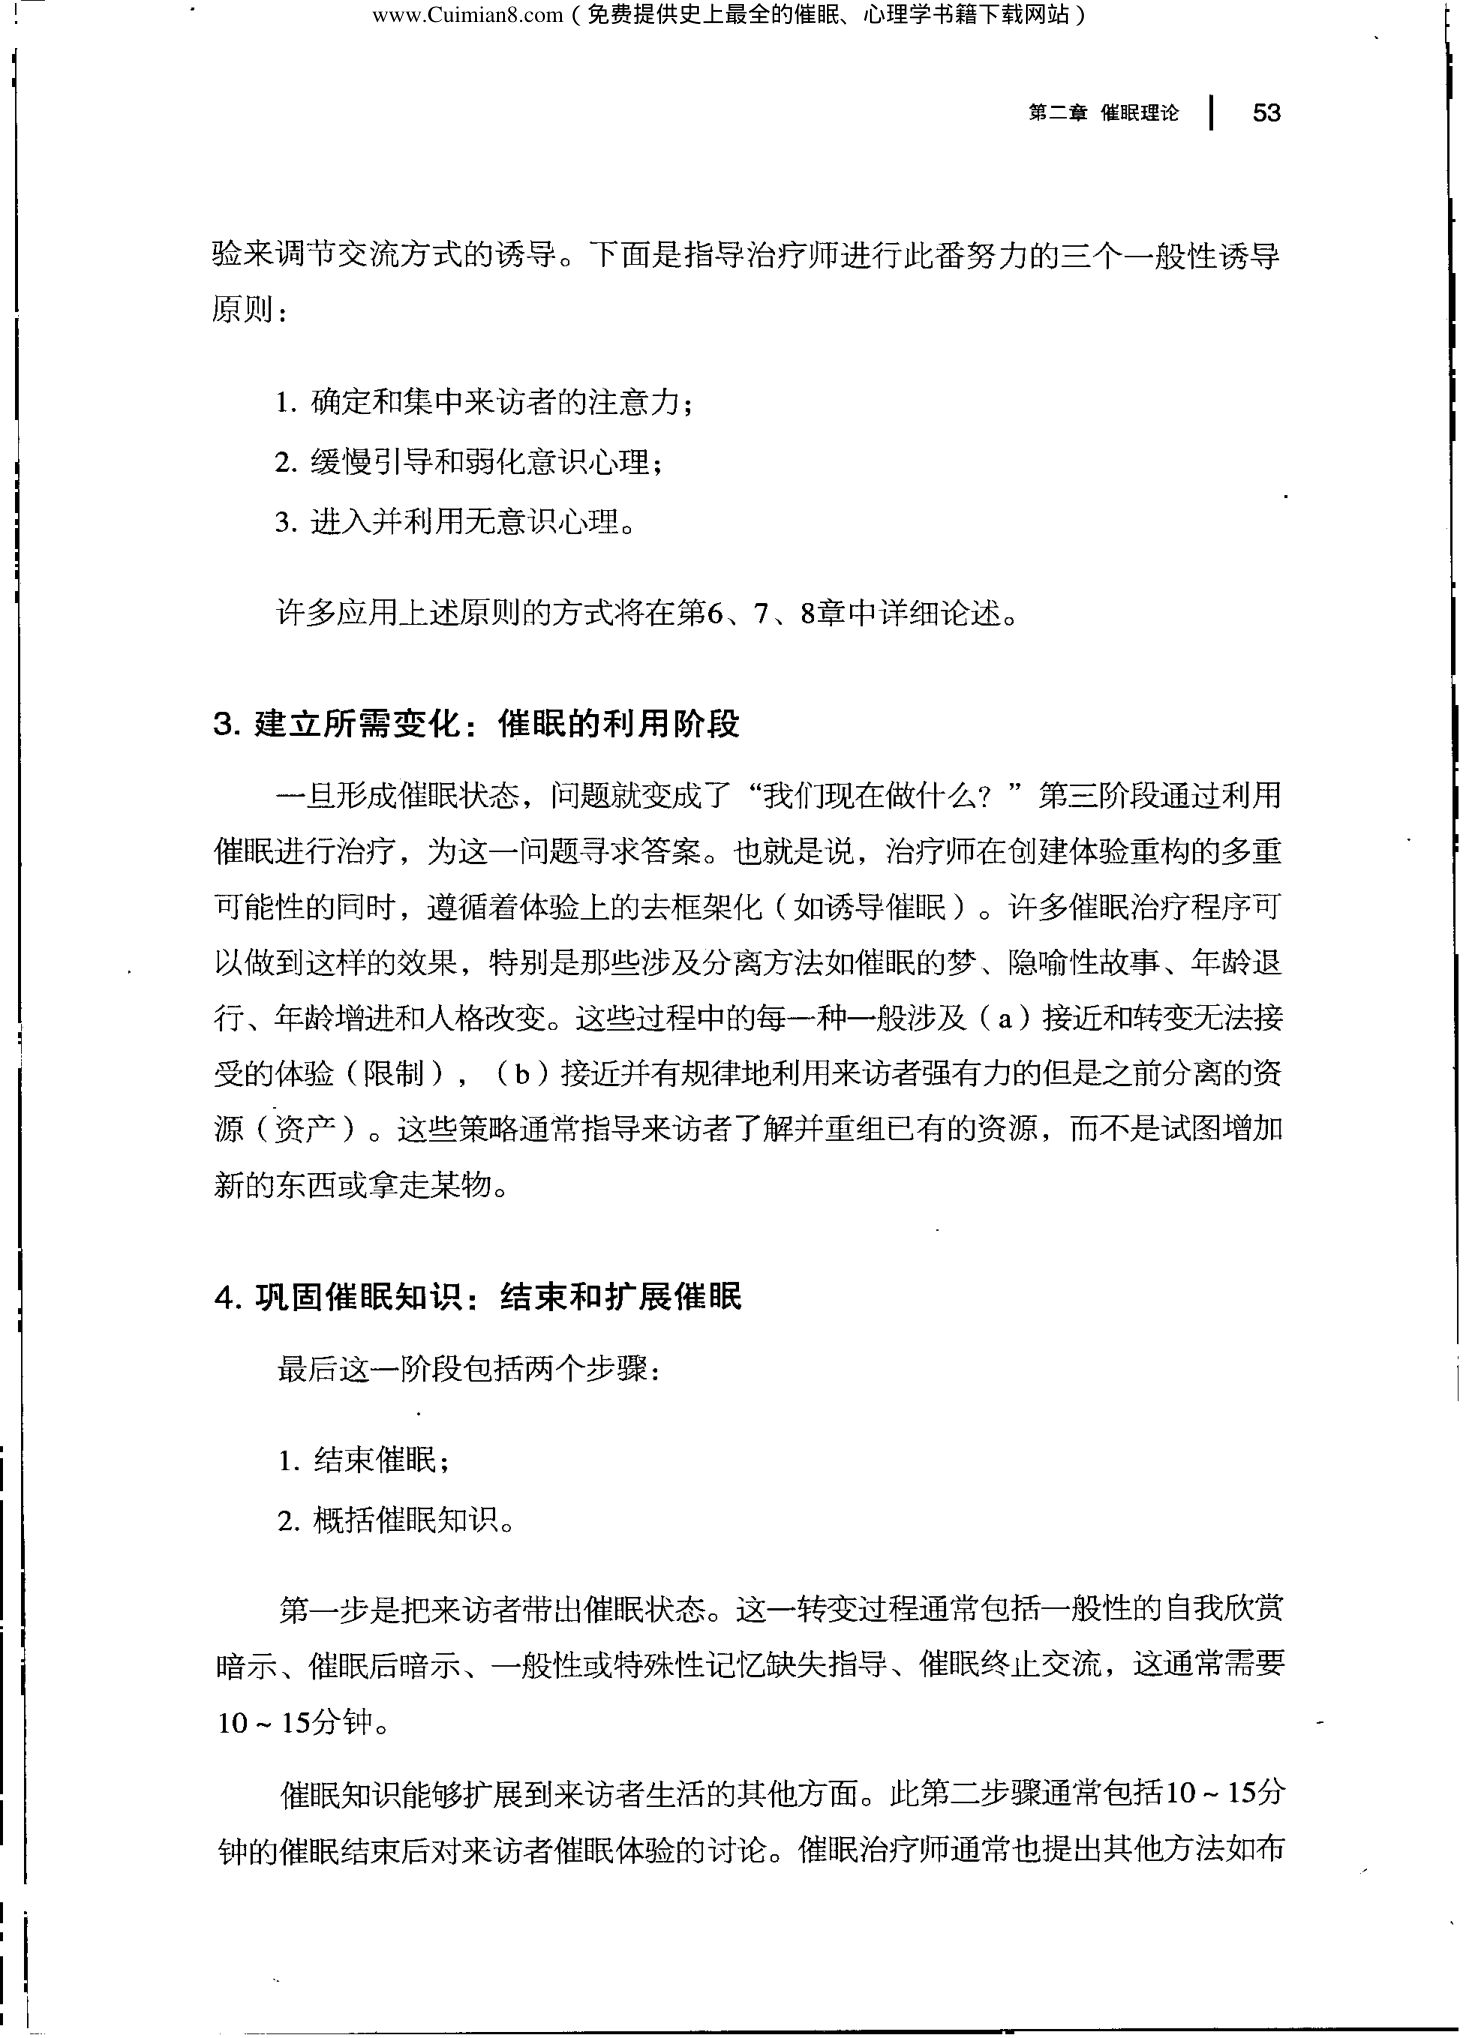 www.Cuimian8.com（免费提供史上最全的催眠、心理学书籍下载网站）
第二章 催眠理论 53
验来调节交流方式的诱导。下面是指导治疗师进行此番努力的三个一般性诱导
原则：
1. 确定和集中来访者的注意力；
2. 缓慢引导和弱化意识心理；
3. 进入并利用无意识心理。
许多应用上述原则的方式将在第6、7、8章中详细论述。
3. 建立所需变化：催眠的利用阶段
一旦形成催眠状态，问题就变成了“我们现在做什么？”第三阶段通过利用
催眠进行治疗，为这一问题寻求答案。也就是说，治疗师在创建体验重构的多重
可能性的同时，遵循着体验上的去框架化（如诱导催眠）。许多催眠治疗程序可
以做到这样的效果，特别是那些涉及分离方法如催眠的梦、隐喻性故事、年龄退
行、年龄增进和人格改变。这些过程中的每一种一般涉及（a）接近和转变无法接
受的体验（限制），（b）接近并有规律地利用来访者强有力的但是之前分离的资
源（资产）。这些策略通常指导来访者了解并重组已有的资源，而不是试图增加
新的东西或拿走某物。
4. 巩固催眠知识：结束和扩展催眠
最后这一阶段包括两个步骤：
1. 结束催眠；
2. 概括催眠知识。
第一步是把来访者带出催眠状态。这一转变过程通常包括一般性的自我欣赏
暗示、催眠后暗示、一般性或特殊性记忆缺失指导、催眠终止交流，这通常需要
10～15分钟。
催眠知识能够扩展到来访者生活的其他方面。此第二步骤通常包括10～15分
钟的催眠结束后对来访者催眠体验的讨论。催眠治疗师通常也提出其他方法如布